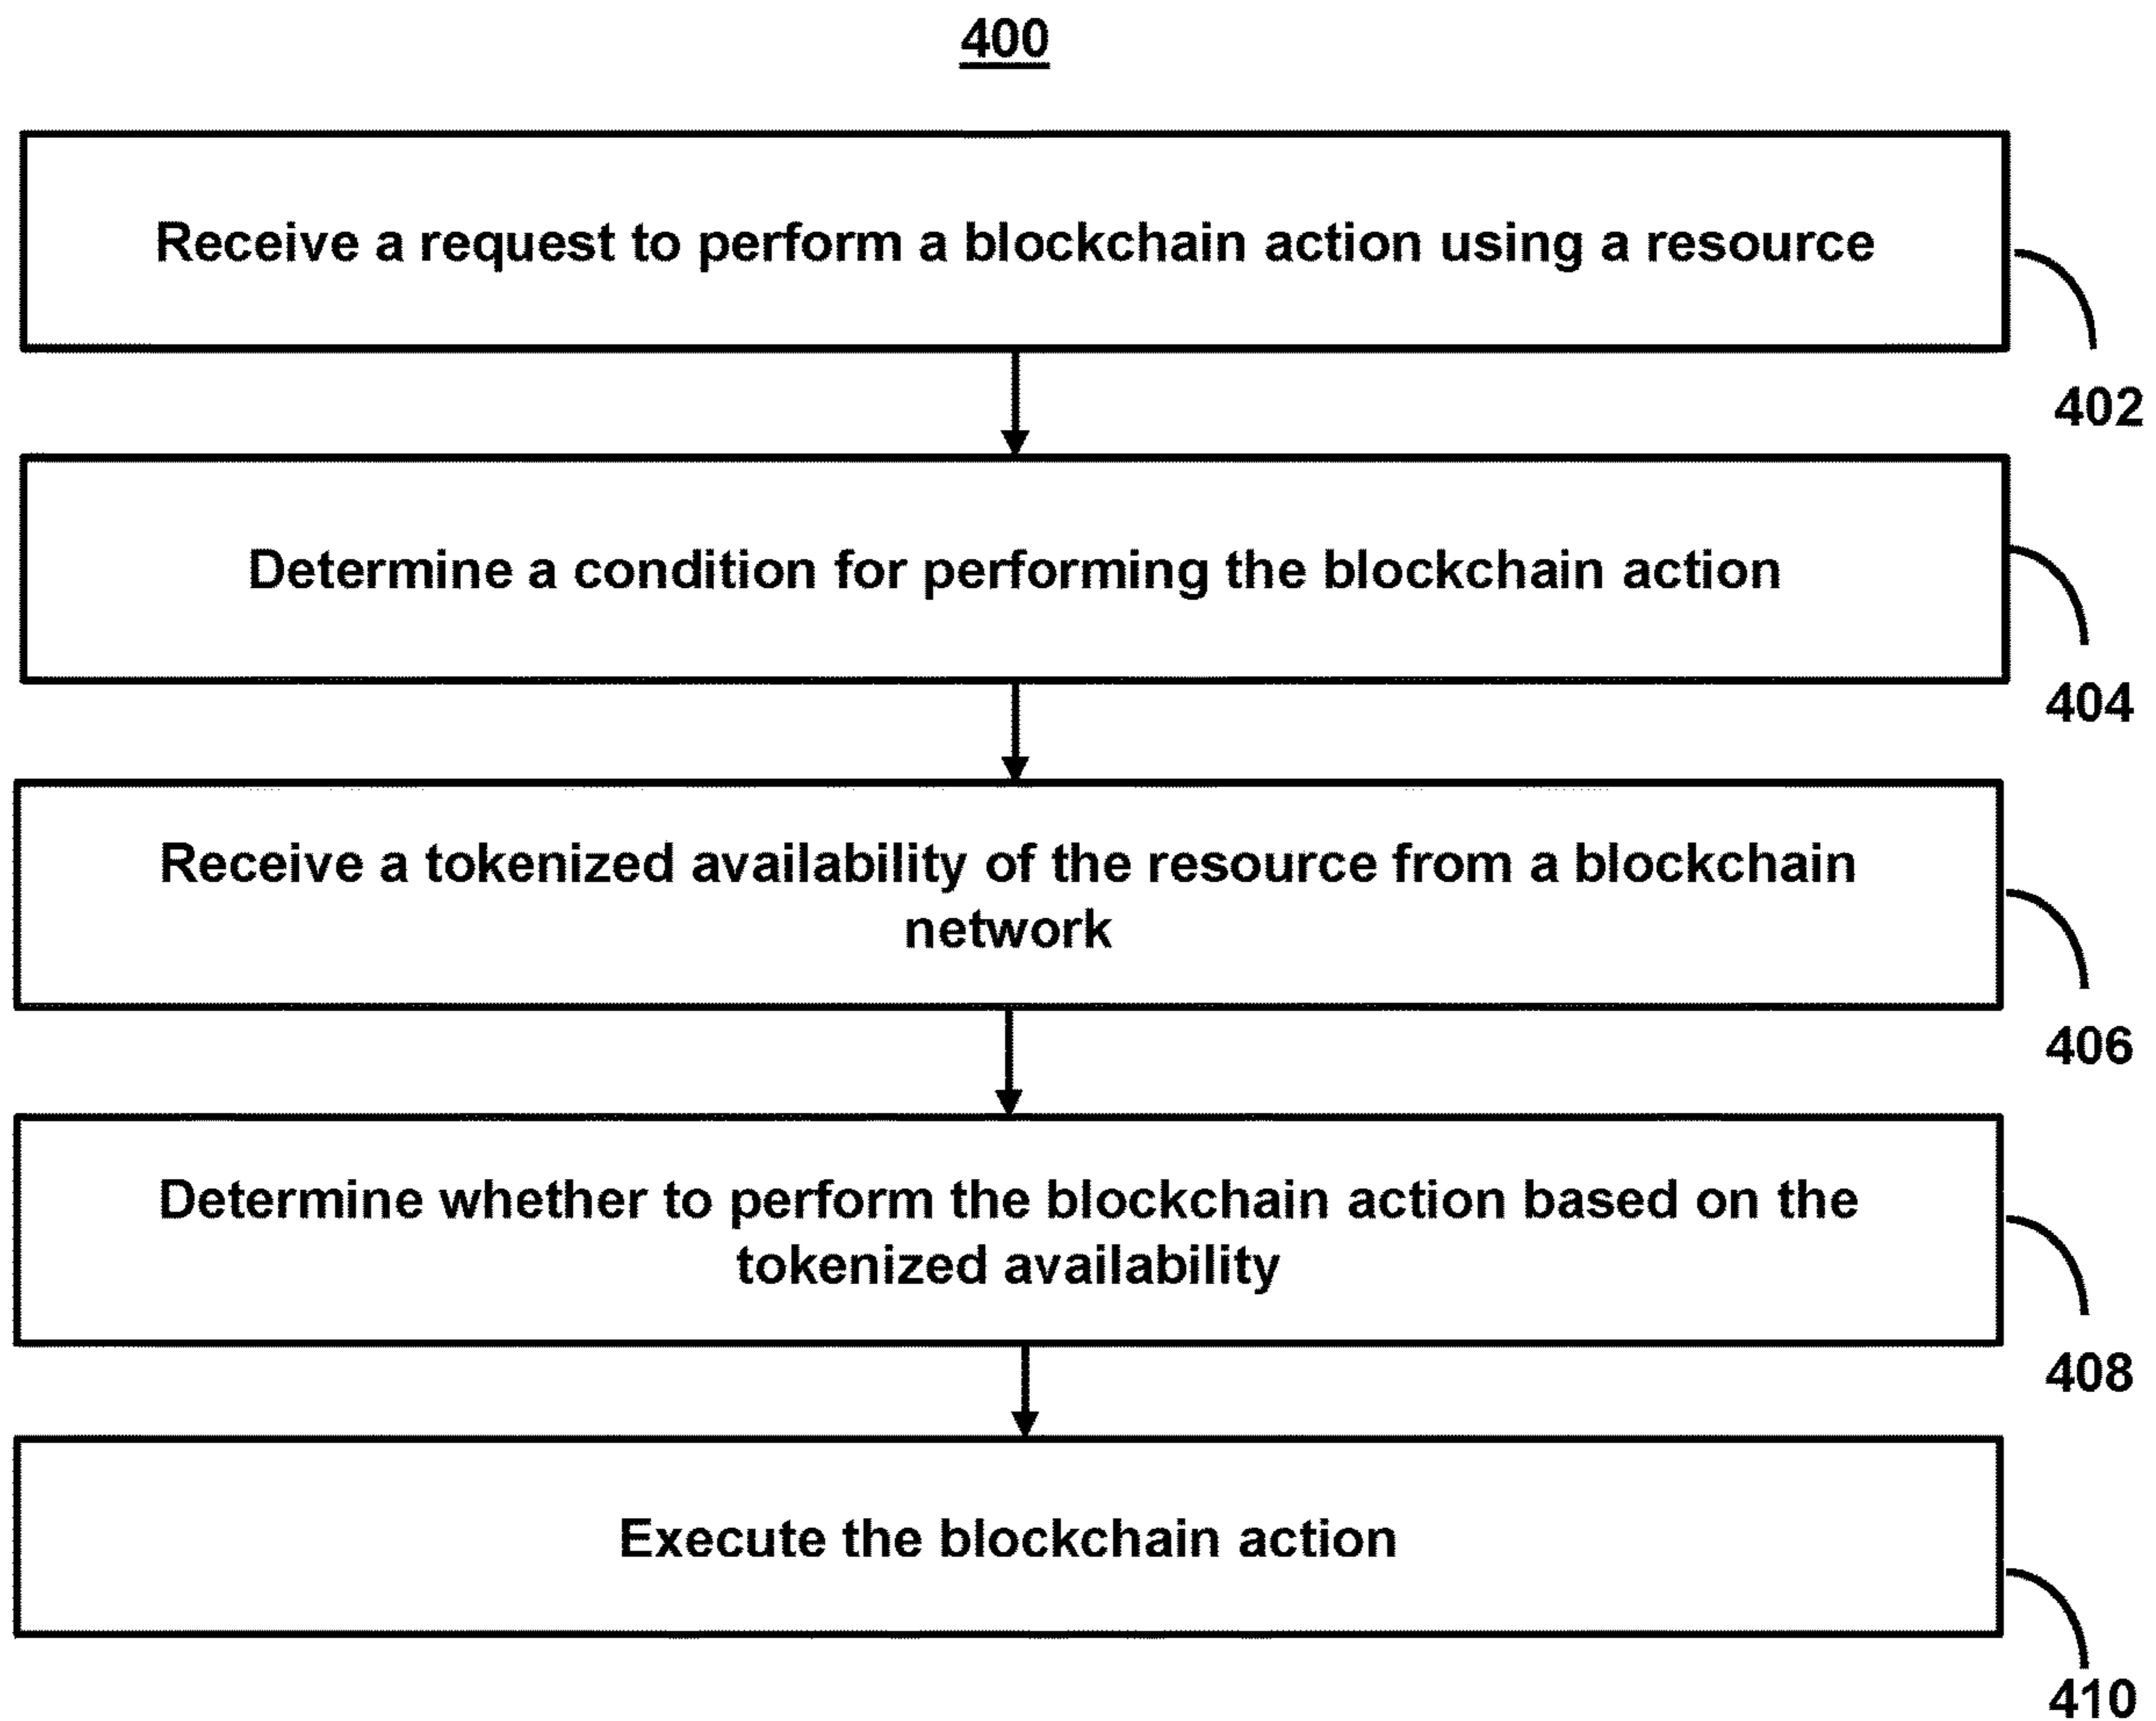 400
Receive a request to perform a blockchain action using a resource
402
Determine a condition for performing the blockchain action
404
Receive a tokenized availability of the resource from a blockchain
network
406
Determine whether to perform the blockchain action based on the
tokenized availability
408
Execute the blockchain action
410